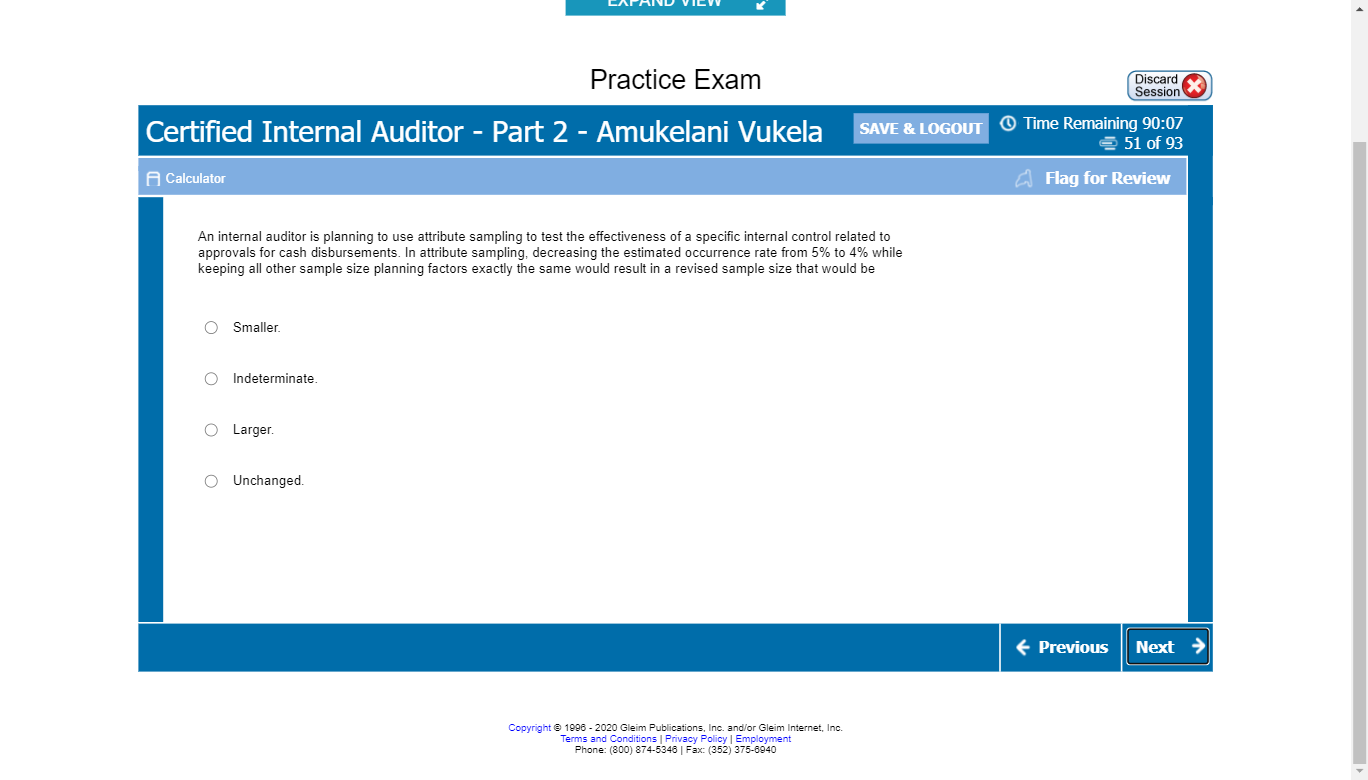 EXPAND VIEW
Practice Exam
Discard
Session
Certified Internal Auditor - Part 2 - Amukelani Vukela
SAVE & LOGOUT
Time Remaining 90:07
51 of 93
Calculator
Flag for Review
An internal auditor is planning to use attribute sampling to test the effectiveness of a specific internal control related to
approvals for cash disbursements. In attribute sampling, decreasing the estimated occurrence rate from 5% to 4% while
keeping all other sample size planning factors exactly the same would result in a revised sample size that would be
Smaller.
Indeterminate.
Larger.
Unchanged.
Previous
Next
Copyright © 1996 - 2020 Gleim Publications, Inc. and/or Gleim Internet, Inc.
Terms and Conditions | Privacy Policy | Employment
Phone: (800) 874-5346 | Fax: (352) 375-6940